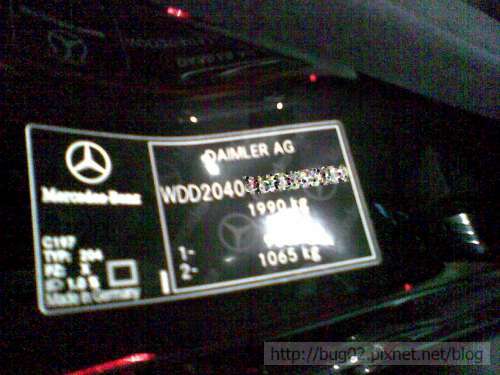 Mercedes-Benz
DAIMLER AG
WDD2040
1990 kg
1-
2- 1065 kg
TYP: 204
Made in Germany
http://bug02.pixnet.net/blog